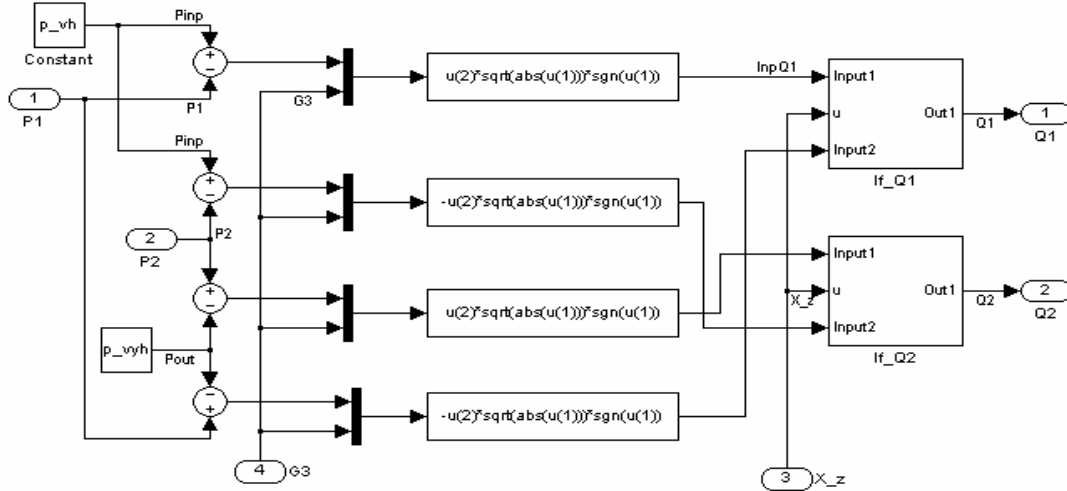 p_vh
Constant
Pinp
+
−
1
P1
P1
G3
u(2)*sqrt(abs(u(1)))*sgn(u(1))
InpQ1
Input1
u
Input2
Out1
If_Q1
Q1
1
Q1
Pinp
+
−
-u(2)*sqrt(abs(u(1)))*sgn(u(1))
2
P2
P2
+
−
u(2)*sqrt(abs(u(1)))*sgn(u(1))
Input1
u
Input2
Out1
If_Q2
X_z
Q2
2
Q2
p_vyh
Pout
−
+
-u(2)*sqrt(abs(u(1)))*sgn(u(1))
4
G3
3
X_z